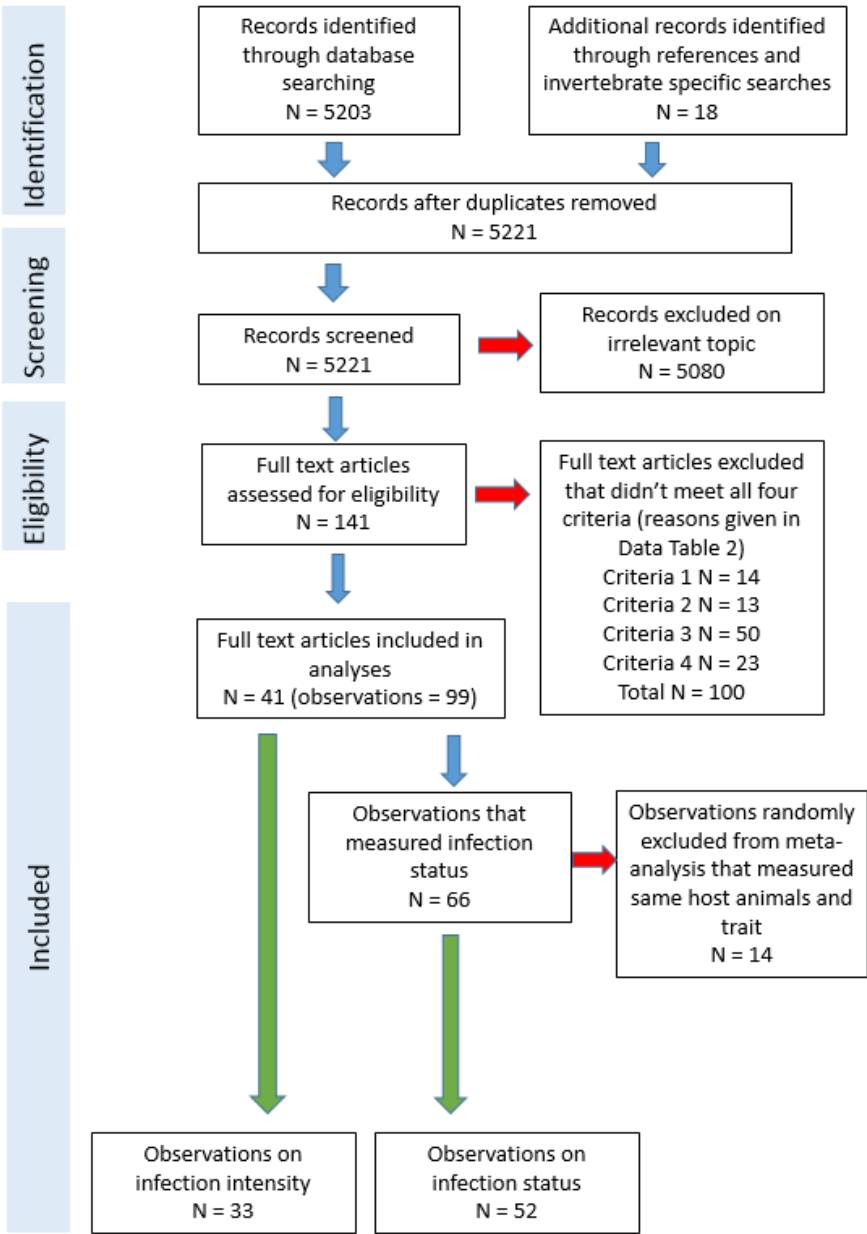 Identification
Records identified
through database
searching
N = 5203
Additional records identified
through references and
invertebrate specific searches
N = 18
Records after duplicates removed
N = 5221
Screening
Records screened
N = 5221
Records excluded on
irrelevant topic
N = 5080
Eligibility
Full text articles
assessed for eligibility
N = 141
Full text articles excluded
that didn’t meet all four
criteria (reasons given in
Data Table 2)
Criteria 1 N = 14
Criteria 2 N = 13
Criteria 3 N = 50
Criteria 4 N = 23
Total N = 100
Included
Full text articles included in
analyses
N = 41 (observations = 99)
Observations that
measured infection
status
N = 66
Observations randomly
excluded from meta-
analysis that measured
same host animals and
trait
N = 14
Observations on
infection intensity
N = 33
Observations on
infection status
N = 52